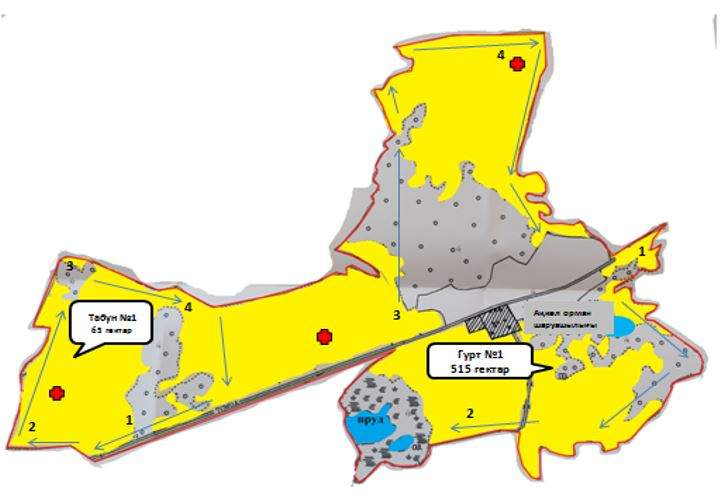 4
1
3
Табун №1
65 гектар
4
3
Ақкөл орман
шаруашылығы
Гурт №1
515 гектар
1
2
2
пруд